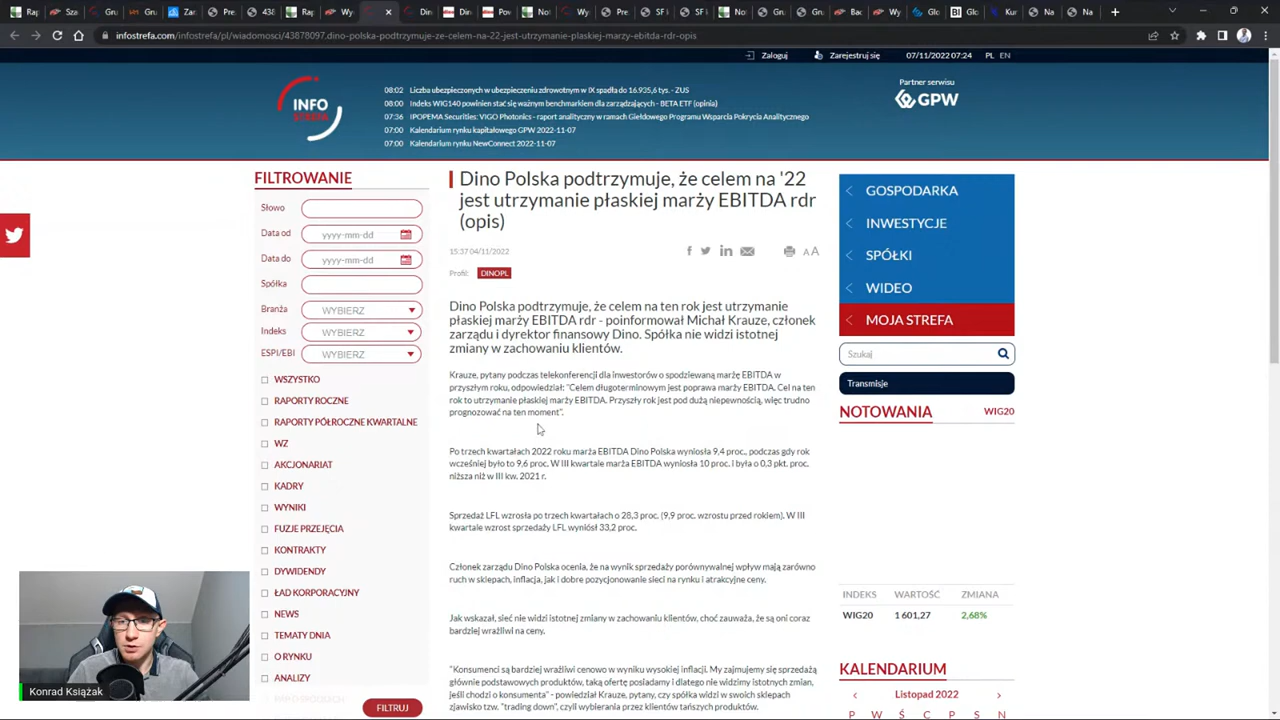 infostrefa.com/infostrefa/pl/wiadomosci/43878097,dino-polska-podtrzymuje-ze-celem-na-22-jest-utrzymanie-plaskiej-marzy-ebitda-rdr-opis
Zaloguj
Zarejestruj się
07/11/2022 07:24
PL EN
INFO
STREFA
08:02 Liczba ubezpieczonych w ubezpieczeniu zdrowotnym w IX spadła do 16.935,6 tys. - ZUS
08:00 Indeks WIG140 powinien stać się ważnym benchmarkiem dla zarządzających - BETA ETF (opinia)
07:36 IPOPEMA Securities: VIGO Photonics - raport analityczny w ramach Giełdowego Programu Wsparcia Pokrycia Analitycznego
07:00 Kalendarium rynku kapitałowego GPW 2022-11-07
07:00 Kalendarium rynku NewConnect 2022-11-07
Partner serwisu
GPW
FILTROWANIE
Słowo
Data od yyyy-mm-dd
Data do yyyy-mm-dd
Spółka
Branża WYBIERZ
Indeks WYBIERZ
ESPI/EBI WYBIERZ
WSZYSTKO
RAPORTY ROCZNE
RAPORTY PÓŁROCZNE KWARTALNE
WZ
AKCJONARIAT
KADRY
WYNIKI
FUZJE PRZEJĘCIA
KONTRAKTY
DYWIDENDY
ŁAD KORPORACYJNY
NEWS
TEMATY DNIA
O RYNKU
ANALIZY
FILTRUJ
Dino Polska podtrzymuje, że celem na '22
jest utrzymanie płaskiej marży EBITDA rdr
(opis)
15:37 04/11/2022
A A
Profil: DINOPL
Dino Polska podtrzymuje, że celem na ten rok jest utrzymanie
płaskiej marży EBITDA rdr - poinformował Michał Krauze, członek
zarządu i dyrektor finansowy Dino. Spółka nie widzi istotnej
zmiany w zachowaniu klientów.
Krauze, pytany podczas telekonferencji dla inwestorów o spodziewaną marżę EBITDA w
przyszłym roku, odpowiedział: "Celem długoterminowym jest poprawa marży EBITDA. Cel na ten
rok to utrzymanie płaskiej marży EBITDA. Przyszły rok jest pod dużą niepewnością, więc trudno
prognozować na ten moment".
Po trzech kwartałach 2022 roku marża EBITDA Dino Polska wyniosła 9,4 proc., podczas gdy rok
wcześniej było to 9,6 proc. W III kwartale marża EBITDA wyniosła 10 proc. i była o 0,3 pkt. proc.
niższa niż w III kw. 2021 r.
Sprzedaż LFL wzrosła po trzech kwartałach o 28,3 proc. (9,9 proc. wzrostu przed rokiem). W III
kwartale wzrost sprzedaży LFL wyniósł 33,2 proc.
Członek zarządu Dino Polska ocenia, że na wynik sprzedaży porównywalnej wpływ mają zarówno
ruch w sklepach, inflacja, jak i dobre pozycjonowanie sieci na rynku i atrakcyjne ceny.
Jak wskazał, sieć nie widzi istotnej zmiany w zachowaniu klientów, choć zauważa, że są oni coraz
bardziej wrażliwi na ceny.
"Konsumenci są bardziej wrażliwi cenowo w wyniku wysokiej inflacji. My zajmujemy się sprzedażą
głównie podstawowych produktów, taką ofertę posiadamy i dlatego nie widzimy istotnych zmian,
jeśli chodzi o konsumenta" - powiedział Krauze, pytany, czy spółka widzi w swoich sklepach
zjawisko tzw. "trading down", czyli wybierania przez klientów tańszych produktów.
GOSPODARKA
INWESTYCJE
SPÓŁKI
WIDEO
MOJA STREFA
Szukaj
Transmisje
NOTOWANIA
WIG20
INDEKS WARTOŚĆ ZMIANA
WIG20 1 601,27 2,68%
KALENDARIUM
Listopad 2022
P W Ś C P S N
Konrad Książak